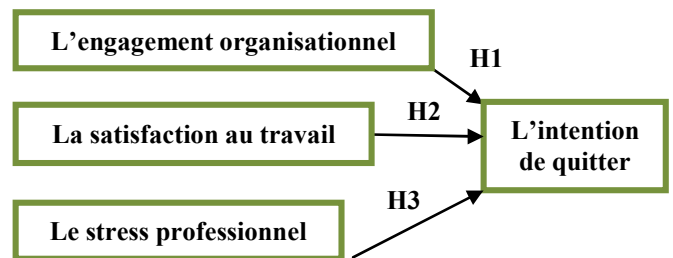 L’engagement organisationnel
H1
H2
La satisfaction au travail
L’intention
de quitter
H3
Le stress professionnel